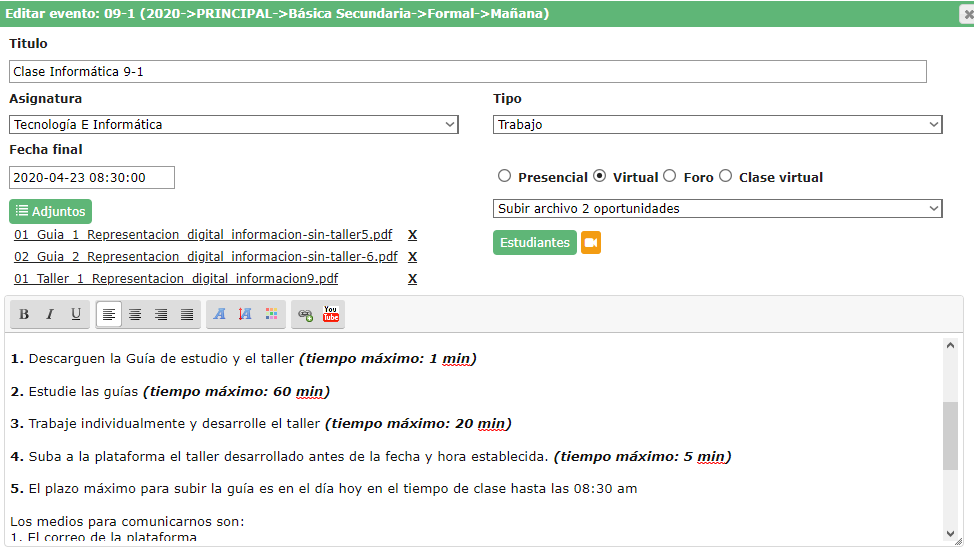 Editar evento: 09-1 (2020->PRINCIPAL->Básica Secundaria->Formal->Mañana)
Titulo
Clase Informática 9-1
Asignatura
Tipo
Tecnología E Informática
Trabajo
Fecha final
2020-04-23 08:30:00
Presencial Virtual Foro Clase virtual
Adjuntos
Subir archivo 2 oportunidades
01_Guia_1_Representacion_digital_informacion-sin-taller5.pdf X
Estudiantes
02_Guia_2_Representacion_digital_informacion-sin-taller-6.pdf X
01_Taller_1_Representacion_digital_informacion9.pdf X
B I U
You Tube
1. Descarguen la Guía de estudio y el taller (tiempo máximo: 1 min)
2. Estudie las guías (tiempo máximo: 60 min)
3. Trabaje individualmente y desarrolle el taller (tiempo máximo: 20 min)
4. Suba a la plataforma el taller desarrollado antes de la fecha y hora establecida. (tiempo máximo: 5 min)
5. El plazo máximo para subir la guía es en el día hoy en el tiempo de clase hasta las 08:30 am
Los medios para comunicarnos son:
1. El correo de la plataforma